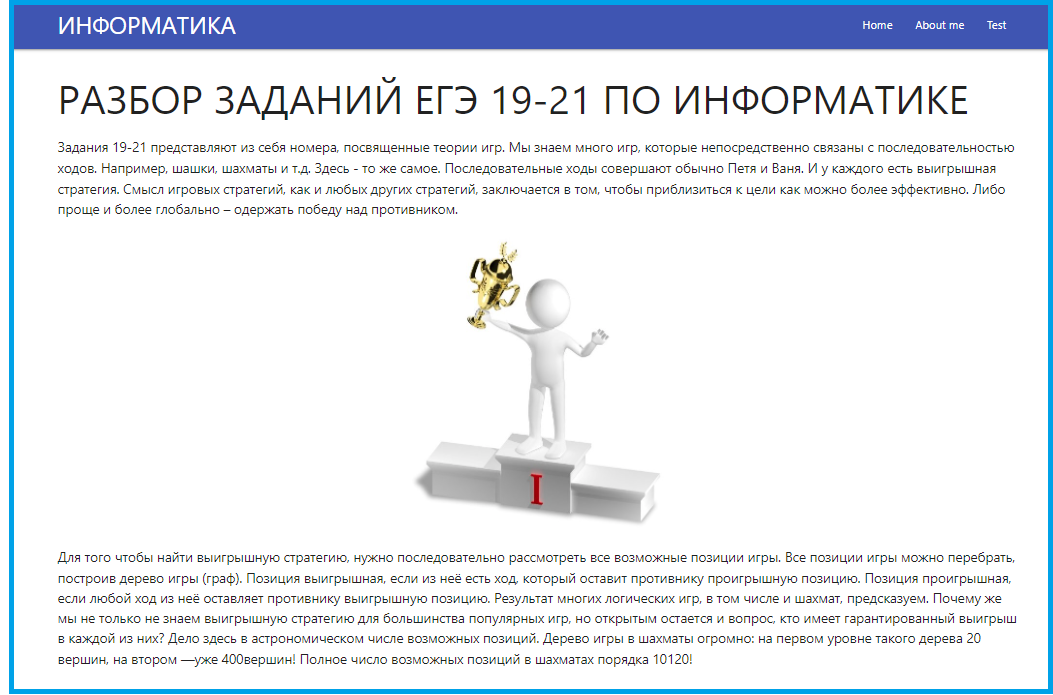 ИНФОРМАТИКА
Home About me Test
РАЗБОР ЗАДАНИЙ ЕГЭ 19-21 ПО ИНФОРМАТИКЕ
Задания 19-21 представляют из себя номера, посвященные теории игр. Мы знаем много игр, которые непосредственно связаны с последовательностью
ходов. Например, шашки, шахматы и т.д. Здесь - то же самое. Последовательные ходы совершают обычно Петя и Ваня. И у каждого есть выигрышная
стратегия. Смысл игровых стратегий, как и любых других стратегий, заключается в том, чтобы приблизиться к цели как можно более эффективно. Либо
проще и более глобально – одержать победу над противником.
I
Для того чтобы найти выигрышную стратегию, нужно последовательно рассмотреть все возможные позиции игры. Все позиции игры можно перебрать,
построив дерево игры (граф). Позиция выигрышная, если из неё есть ход, который оставит противнику проигрышную позицию. Позиция проигрышная,
если любой ход из неё оставляет противнику выигрышную позицию. Результат многих логических игр, в том числе и шахмат, предсказуем. Почему же
мы не только не знаем выигрышную стратегию для большинства популярных игр, но открытым остается и вопрос, кто имеет гарантированный выигрыш
в каждой из них? Дело здесь в астрономическом числе возможных позиций. Дерево игры в шахматы огромно: на первом уровне такого дерева 20
вершин, на втором —уже 400вершин! Полное число возможных позиций в шахматах порядка 10120!